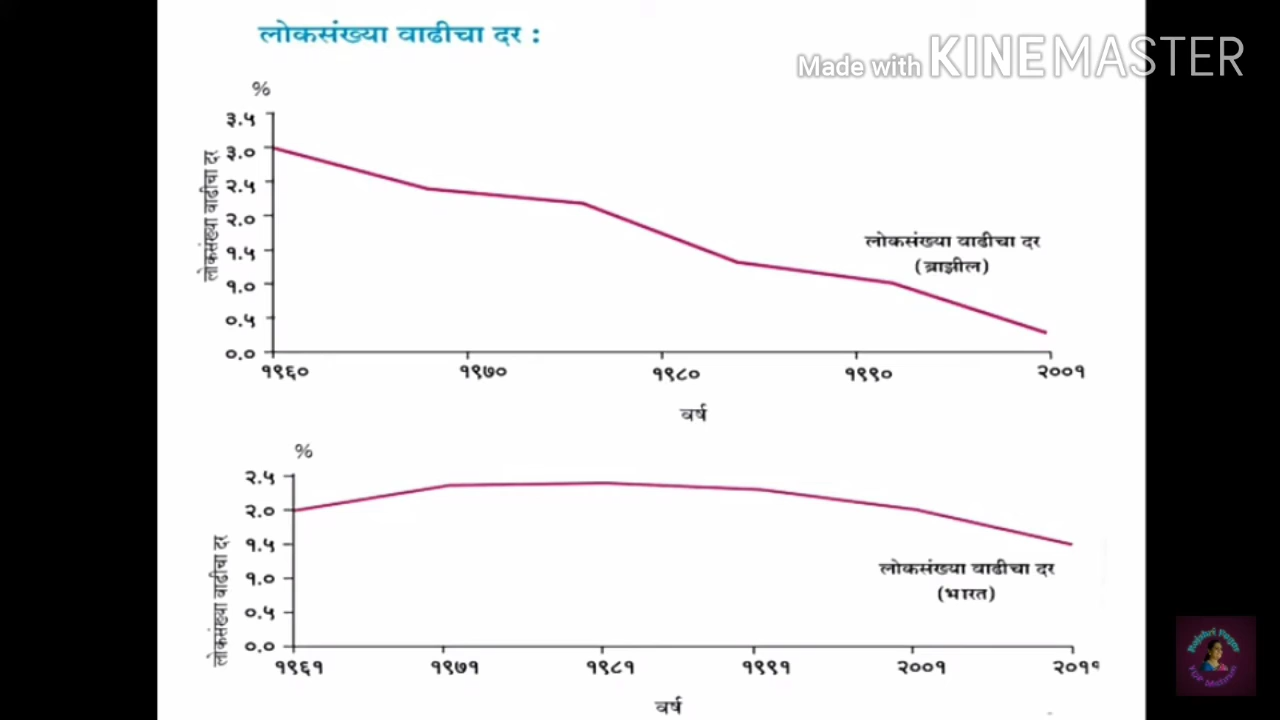 लोकसंख्या वाढीचा दर :
Made with KINEMASTER
%
लोकसंख्या वाढीचा दर
३.५
३.०
२.५
२.०
१.५
१.०
०.५
०.०
लोकसंख्या वाढीचा दर
(ब्राझील)
१९६० १९७० १९८० १९९० २००१
वर्ष
%
लोकसंख्या वाढीचा दर
२.५
२.०
१.५
१.०
०.५
०.०
लोकसंख्या वाढीचा दर
(भारत)
१९६१ १९७१ १९८१ १९९१ २००१ २०११
वर्ष